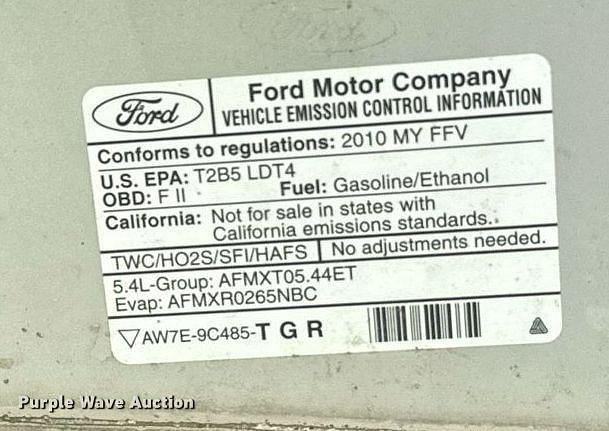 Ford
Ford Motor Company
VEHICLE EMISSION CONTROL INFORMATION
Conforms to regulations: 2010 MY FFV
U.S. EPA: T2B5 LDT4
OBD: F II Fuel: Gasoline/Ethanol
California: Not for sale in states with
California emissions standards..
TWC/HO2S/SFI/HAFS No adjustments needed.
5.4L-Group: AFMXT05.44ET
Evap: AFMXR0265NBC
AW7E-9C485-T G R
Purple Wave Auction